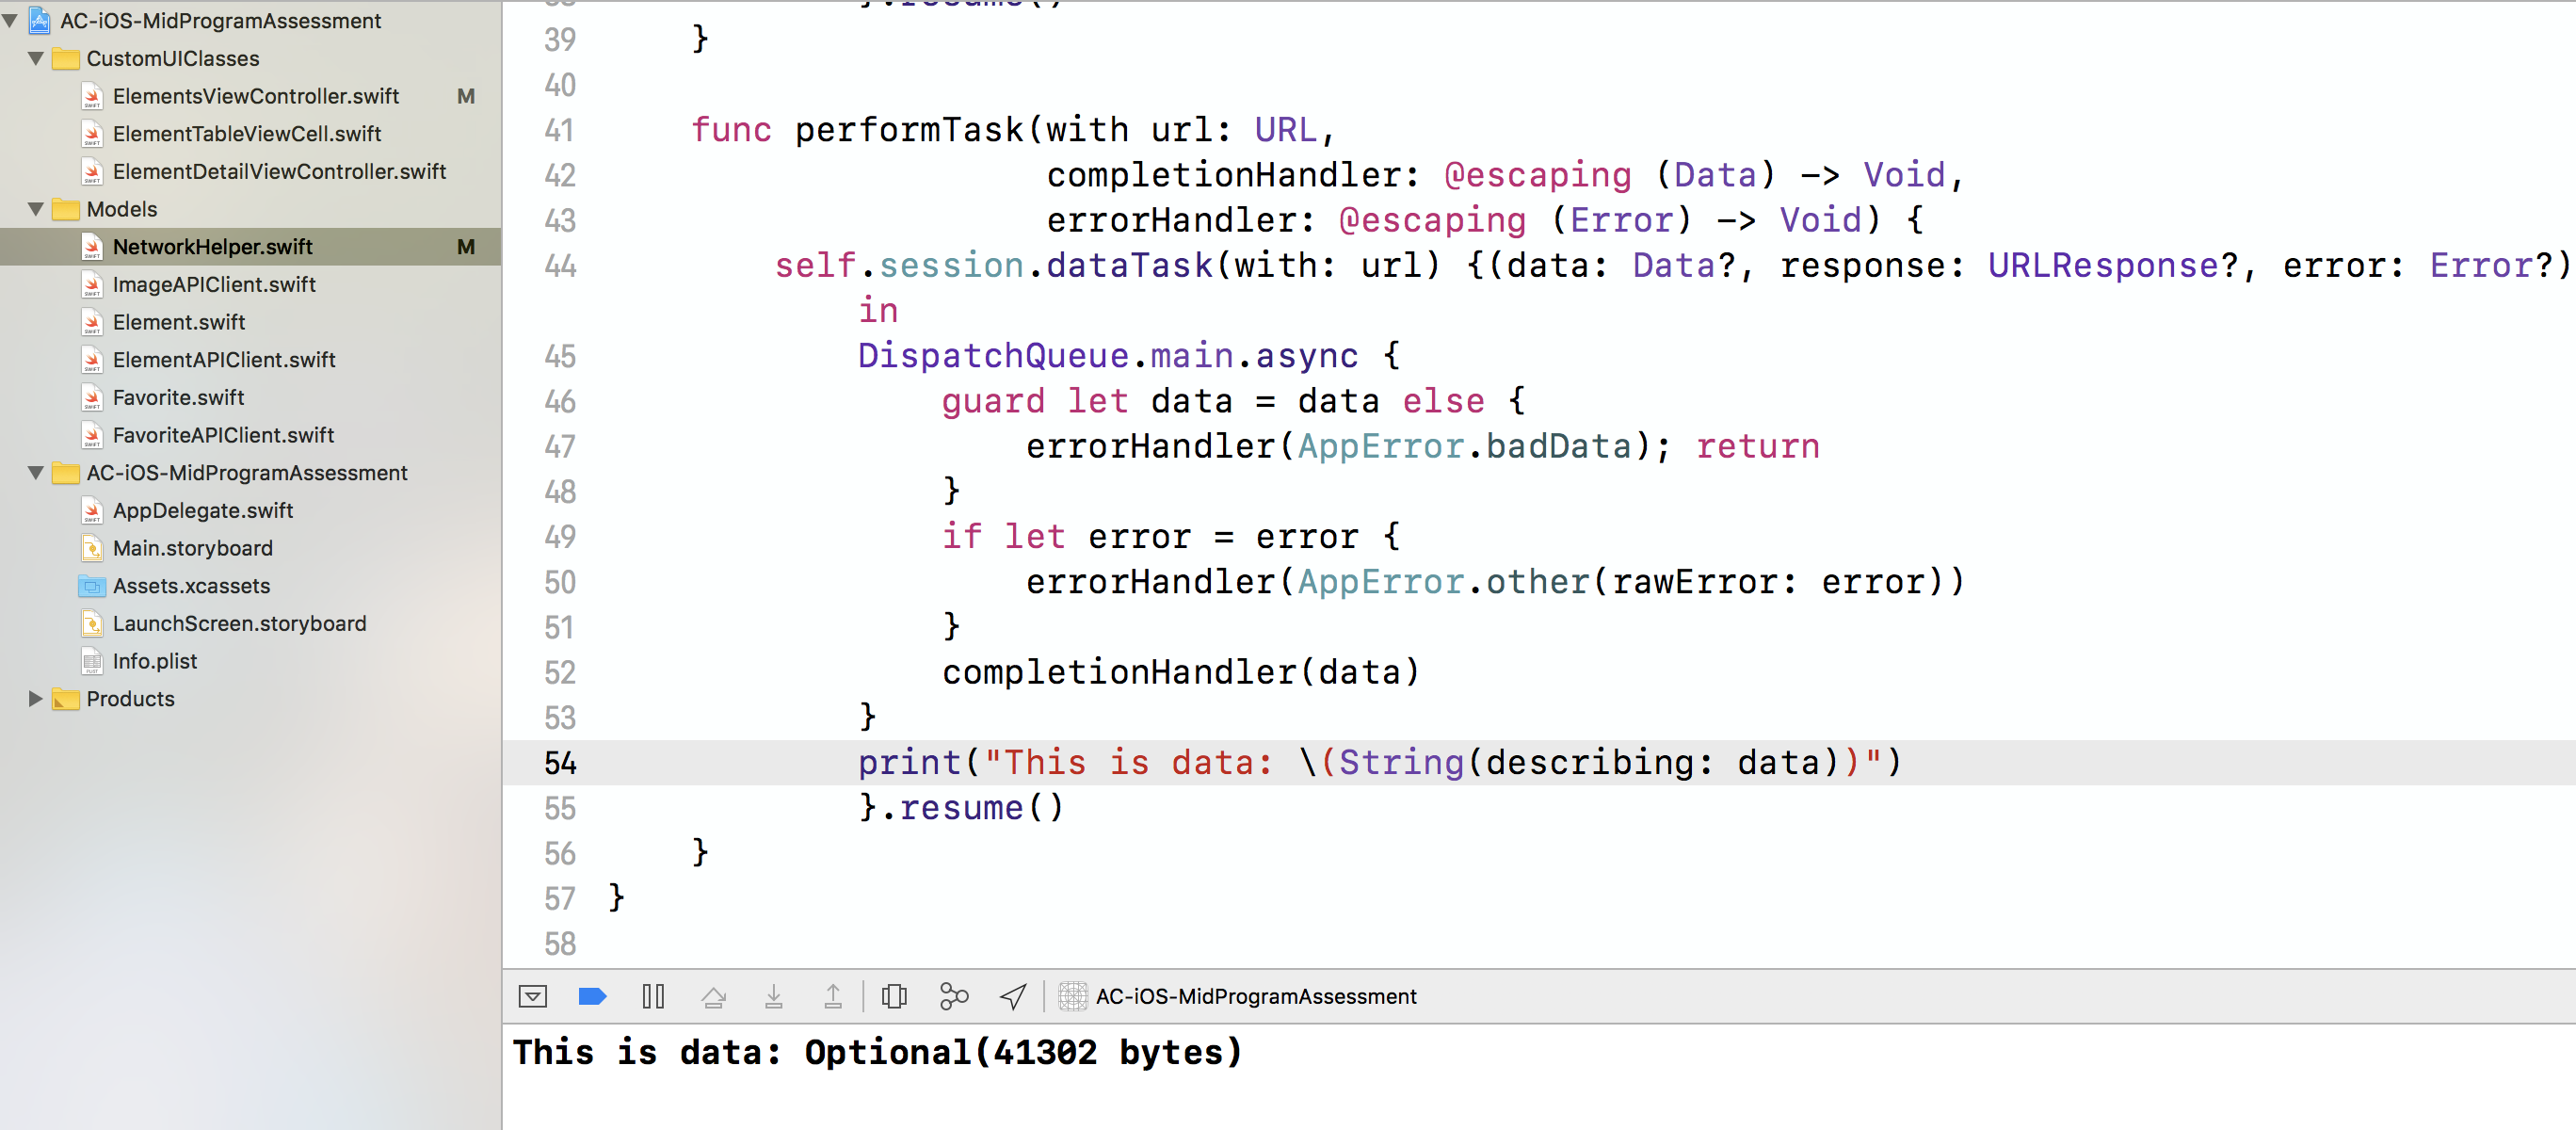 AC-iOS-MidProgramAssessment
CustomUIClasses
ElementsViewController.swift M
ElementTableViewCell.swift
ElementDetailViewController.swift
Models
NetworkHelper.swift M
ImageAPIClient.swift
Element.swift
ElementAPIClient.swift
Favorite.swift
FavoriteAPIClient.swift
AC-iOS-MidProgramAssessment
AppDelegate.swift
Main.storyboard
Assets.xcassets
LaunchScreen.storyboard
Info.plist
Products
}.resume()
39 }
40
41 func performTask(with url: URL,
42 completionHandler: @escaping (Data) -> Void,
43 errorHandler: @escaping (Error) -> Void) {
44 self.session.dataTask(with: url) {(data: Data?, response: URLResponse?, error: Error?)
in
45 DispatchQueue.main.async {
46 guard let data = data else {
47 errorHandler(AppError.badData); return
48 }
49 if let error = error {
50 errorHandler(AppError.other(rawError: error))
51 }
52 completionHandler(data)
53 }
54 print("This is data: \(String(describing: data))")
55 }.resume()
56 }
57 }
58
AC-iOS-MidProgramAssessment
This is data: Optional(41302 bytes)